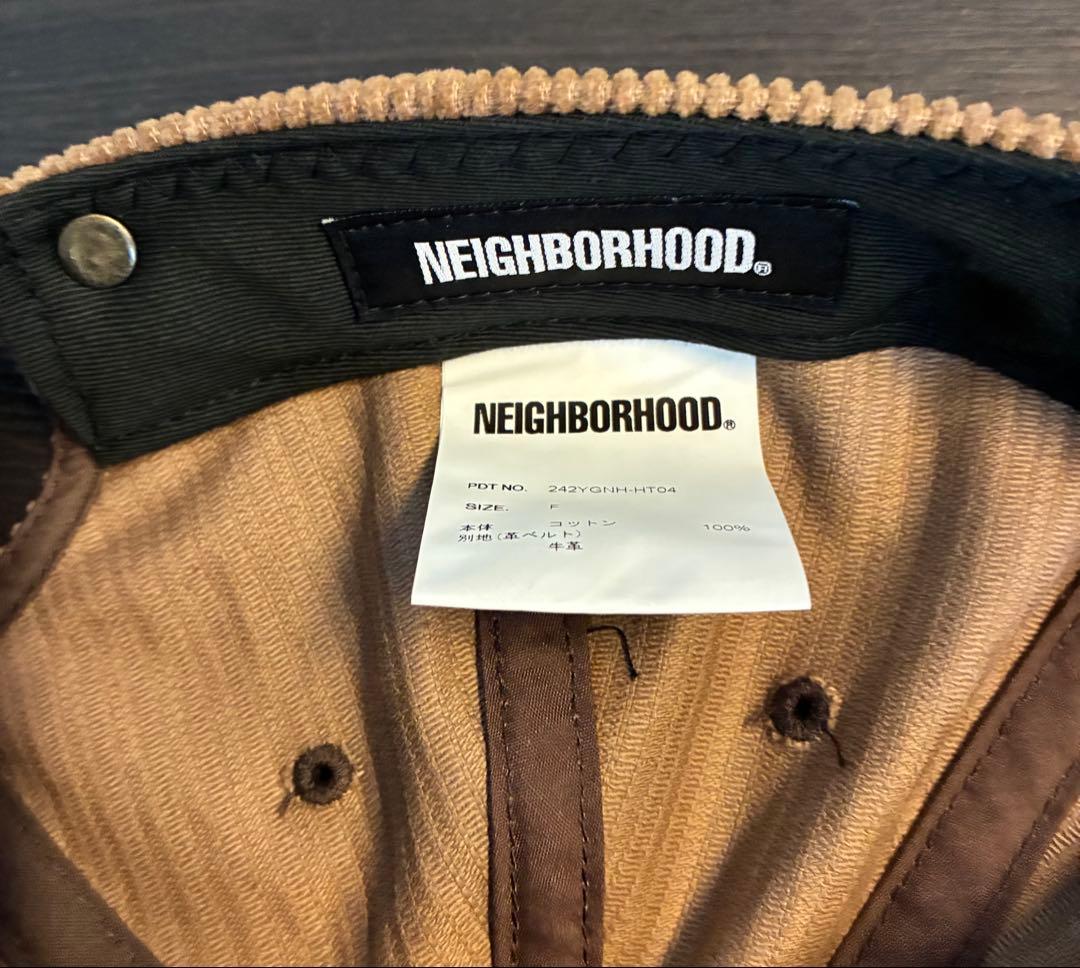 NEIGHBORHOOD®
NEIGHBORHOOD®
PDT NO. 242YGNH-HT04
SIZE. F
本体 コットン 100%
別地(革ベルト)
牛革